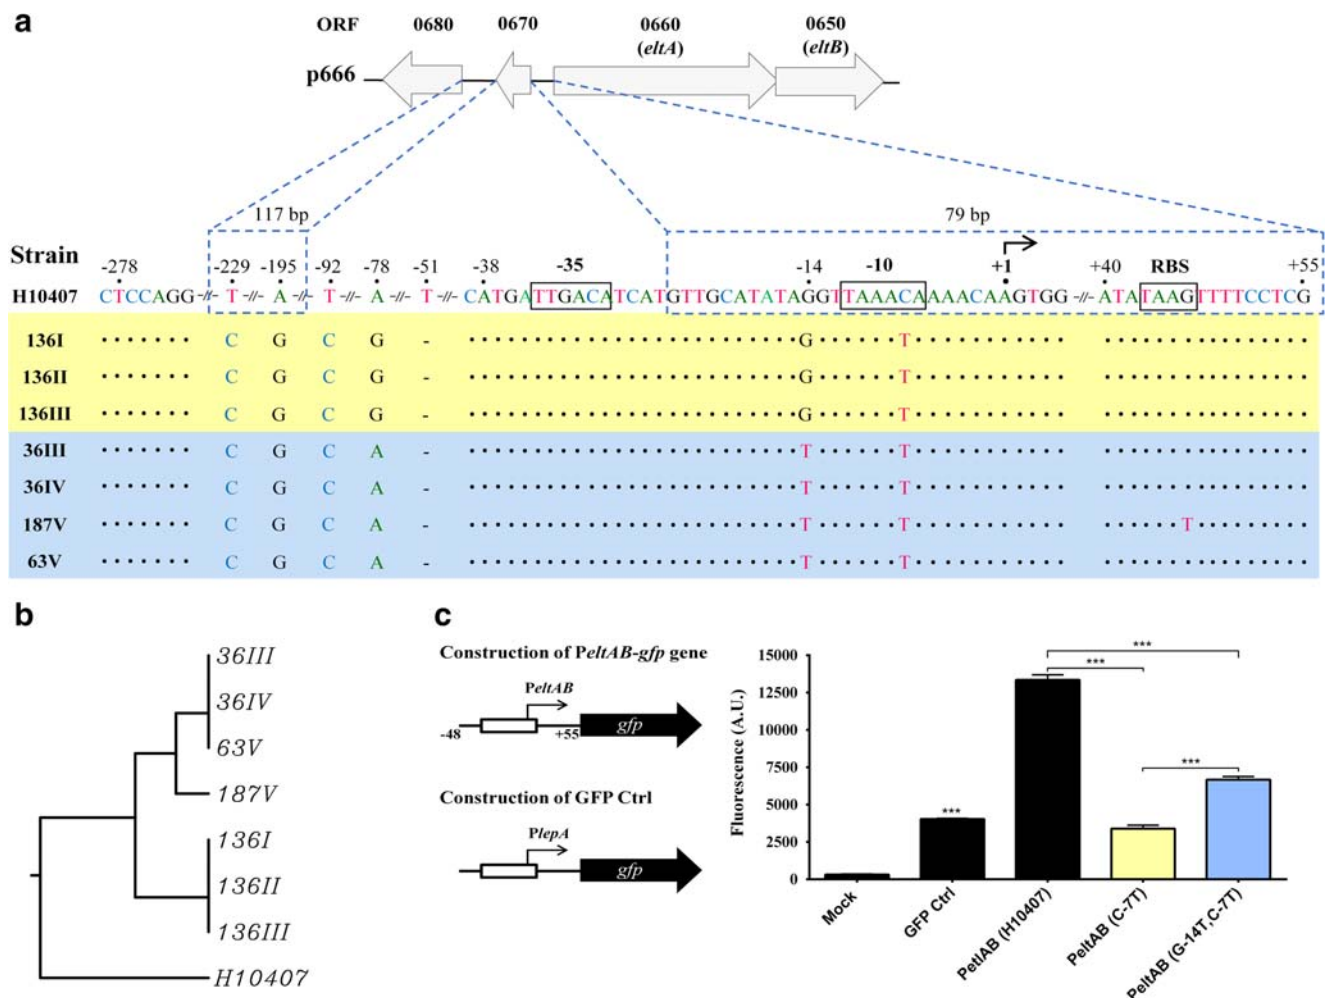 a
ORF 0680 0670 0660 0650
(eltA) (eltB)
p666
117 bp 79 bp
Strain
-278 -229 -195 -92 -78 -51 -38 -35 -14 -10 +1 +40 RBS +55
H10407 CTCCAGG -//- T -//- A -//- T -//- A -//- T -//- CATGATTGACATCATGTTGCATATAGGTTAAACAAAACAAGTGG -//- ATATAAGTTTTCCTCG
136I ······· C G C G - ························G······T··········· ················
136II ······· C G C G - ························G······T··········· ················
136III ······· C G C G - ························G······T··········· ················
36III ······· C G C A - ························T······T··········· ················
36IV ······· C G C A - ························T······T··········· ················
187V ······· C G C A - ························T······T··········· ······T·········
63V ······· C G C A - ························T······T··········· ················
b
36III
36IV
63V
187V
136I
136II
136III
H10407
c
Construction of PeltAB-gfp gene
PeltAB
-48 +55 gfp
Construction of GFP Ctrl
PlepA
gfp
Fluorescence (A.U.)
15000
12500
10000
7500
5000
2500
0
***
***
***
***
Mock
GFP Ctrl
PetlAB (H10407)
PeltAB (C-7T)
PeltAB (G-14T,C-7T)